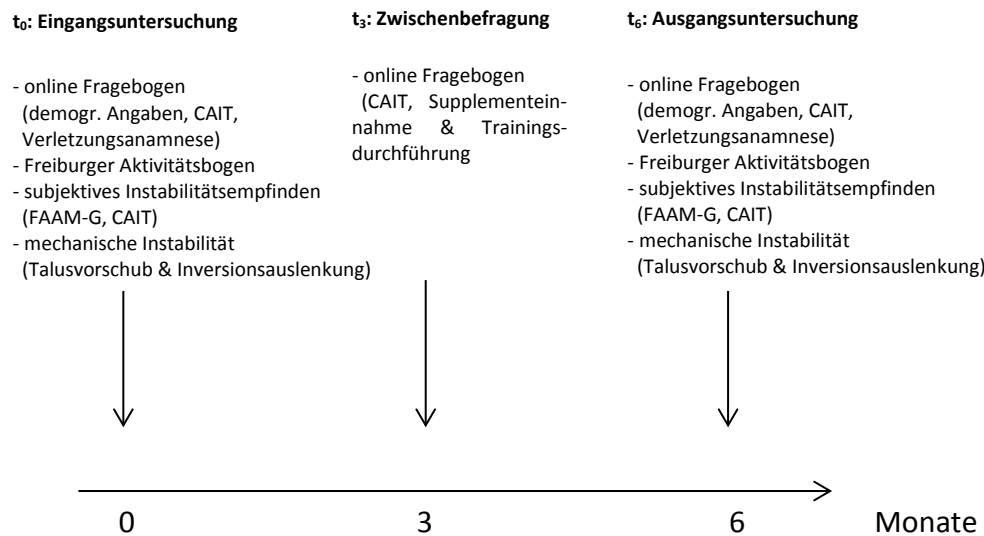 t₀: Eingangsuntersuchung
- online Fragebogen
(demogr. Angaben, CAIT,
Verletzungsanamnese)
- Freiburger Aktivitätsbogen
- subjektives Instabilitätsempfinden
(FAAM-G, CAIT)
- mechanische Instabilität
(Talusvorschub & Inversionsauslenkung)
t₃: Zwischenbefragung
- online Fragebogen
(CAIT, Supplementein-
nahme & Trainings-
durchführung
t₆: Ausgangsuntersuchung
- online Fragebogen
(demogr. Angaben, CAIT,
Verletzungsanamnese)
- Freiburger Aktivitätsbogen
- subjektives Instabilitätsempfinden
(FAAM-G, CAIT)
- mechanische Instabilität
(Talusvorschub & Inversionsauslenkung)
0 3 6 Monate